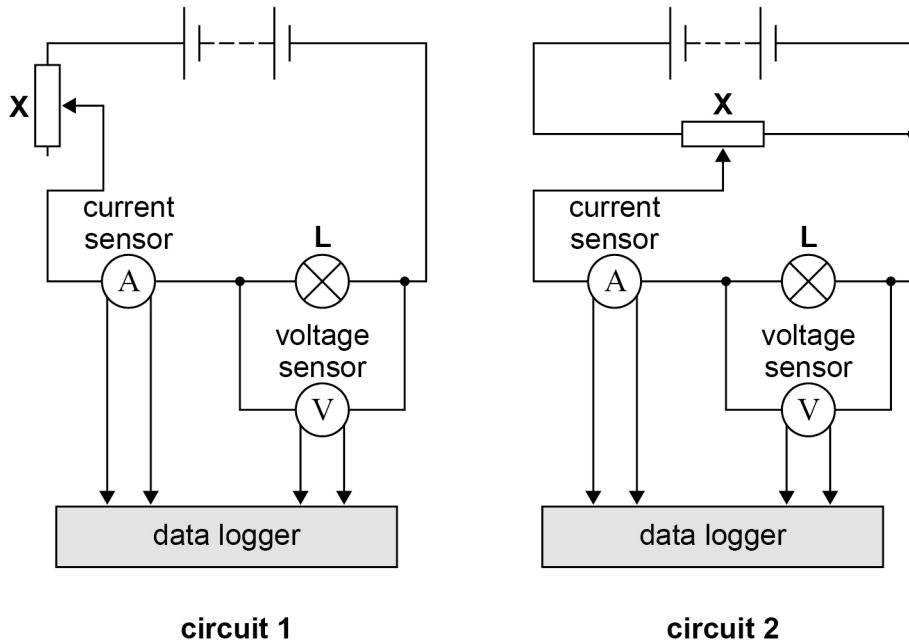 X
current
sensor
A
L
voltage
sensor
V
data logger
circuit 1
X
current
sensor
A
L
voltage
sensor
V
data logger
circuit 2